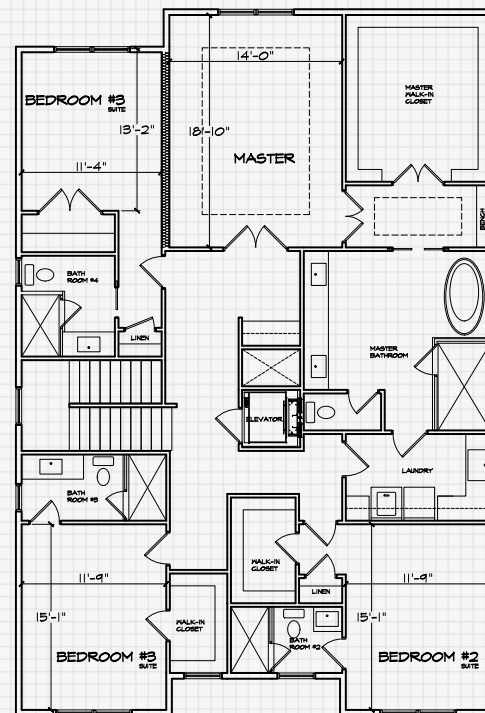 14'-0"
MASTER
WALK-IN
CLOSET
BEDROOM #3
SUITE
13'-2"
18'-10"
MASTER
11'-4"
BENCH
BATH
ROOM #4
LINEN
MASTER
BATHROOM
ELEVATOR
LAUNDRY
BATH
ROOM #3
WALK-IN
CLOSET
11'-9"
11'-9"
LINEN
15'-1"
WALK-IN
CLOSET
15'-1"
BATH
ROOM #2
BEDROOM #3
SUITE
BEDROOM #2
SUITE